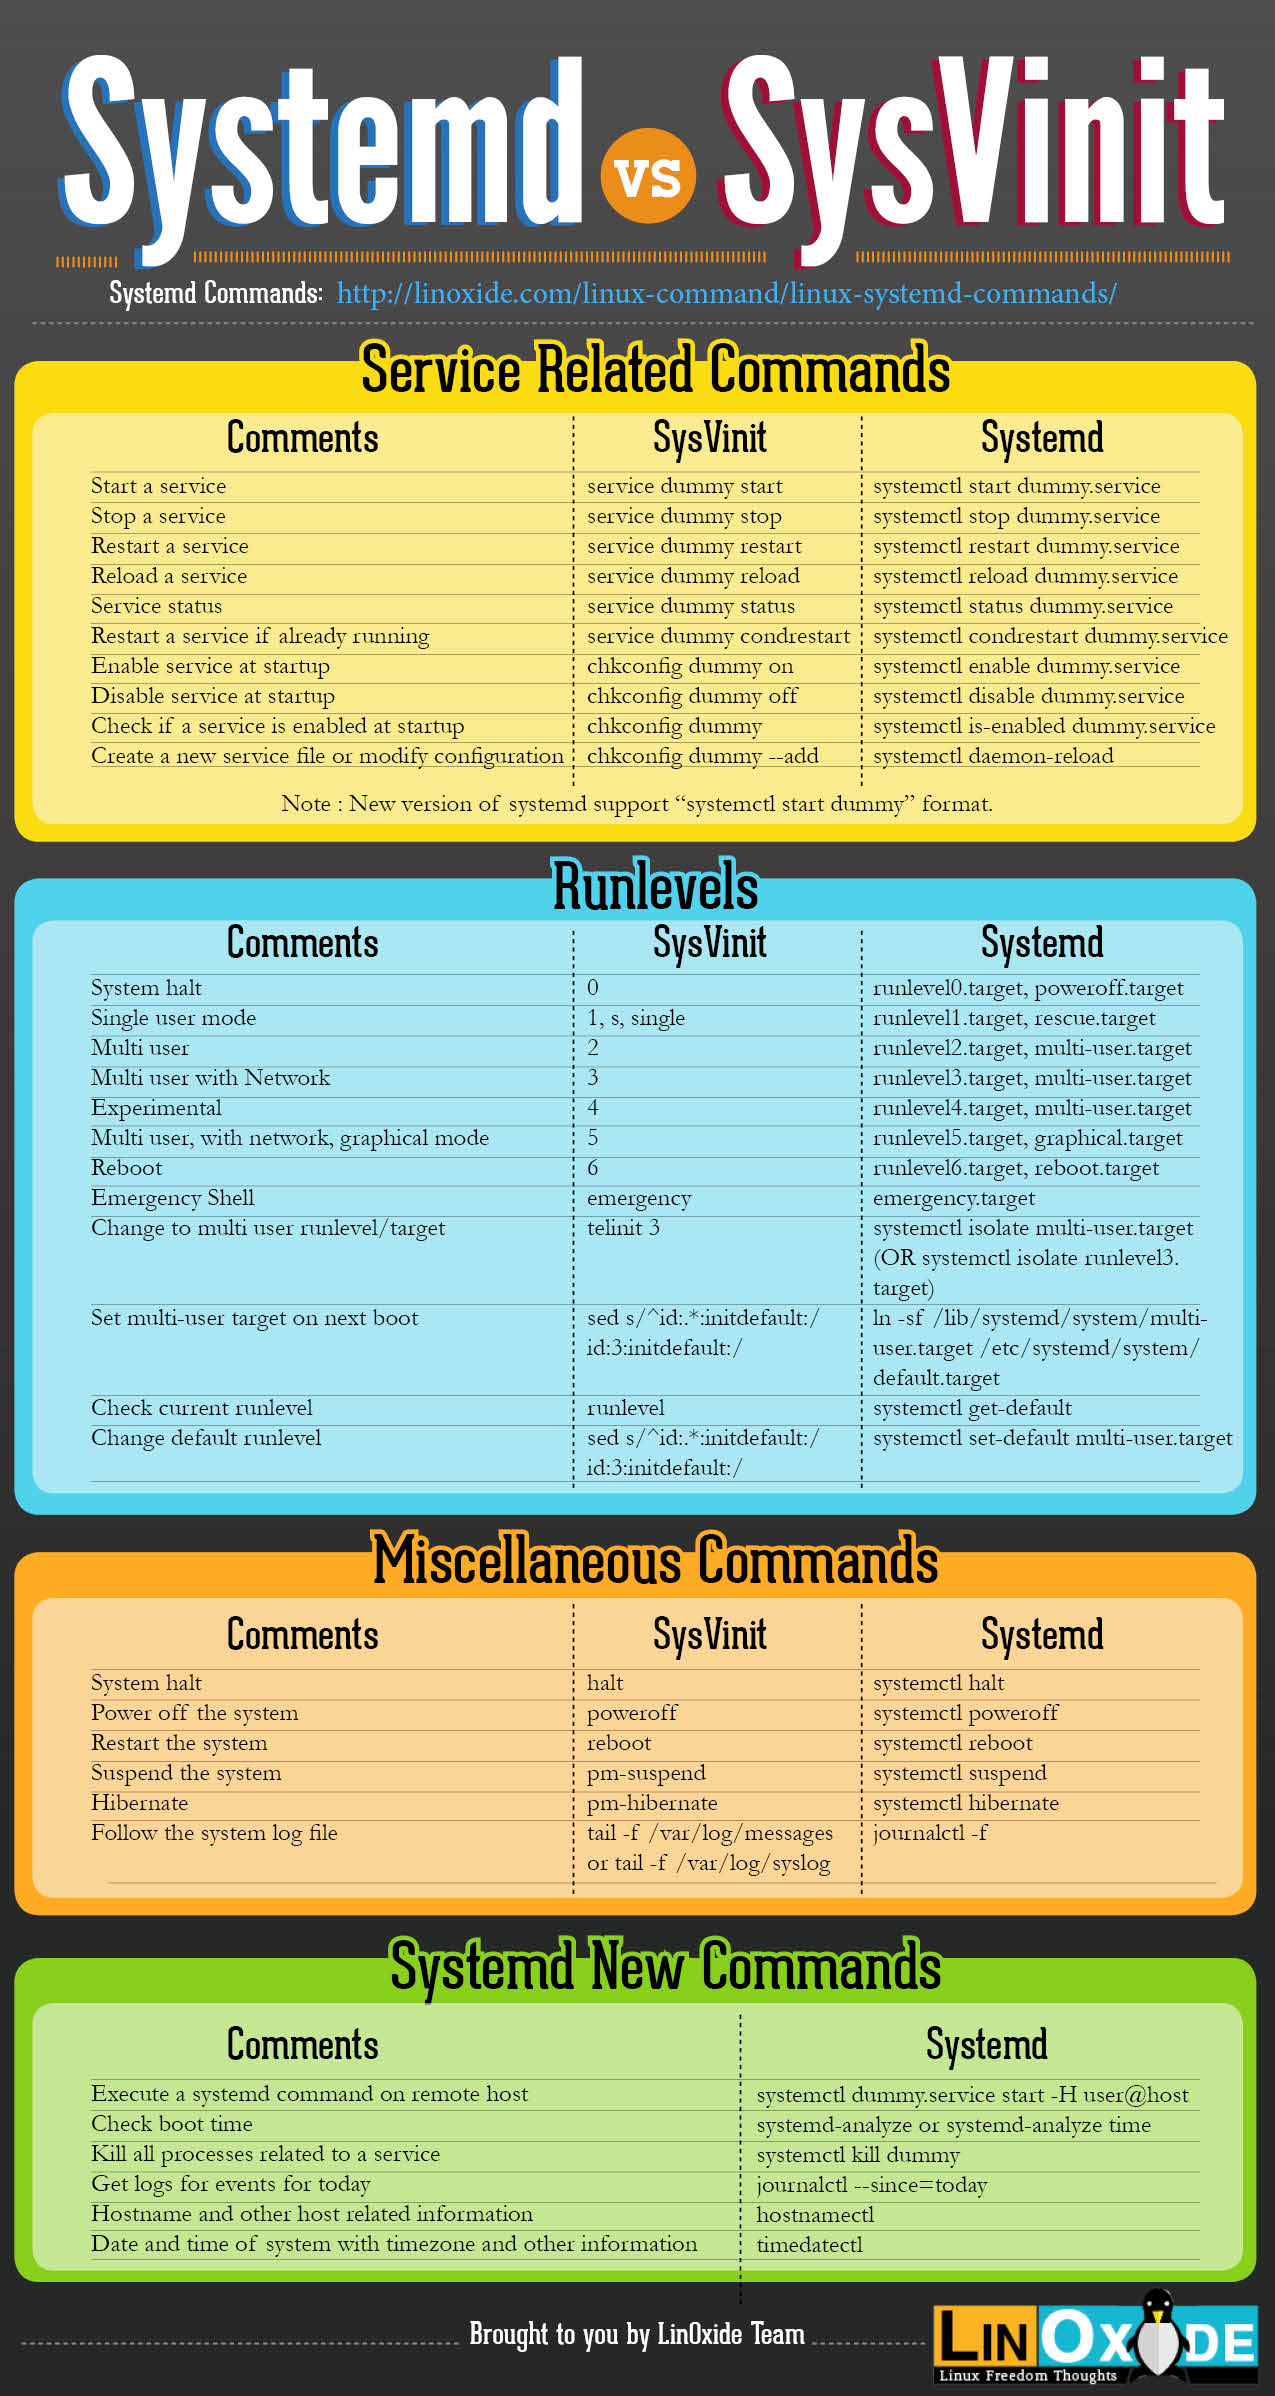 Systemd vs SysVinit
Systemd Commands: http://linoxide.com/linux-command/linux-systemd-commands/
Service Related Commands
Comments SysVinit Systemd
Start a service service dummy start systemctl start dummy.service
Stop a service service dummy stop systemctl stop dummy.service
Restart a service service dummy restart systemctl restart dummy.service
Reload a service service dummy reload systemctl reload dummy.service
Service status service dummy status systemctl status dummy.service
Restart a service if already running service dummy condrestart systemctl condrestart dummy.service
Enable service at startup chkconfig dummy on systemctl enable dummy.service
Disable service at startup chkconfig dummy off systemctl disable dummy.service
Check if a service is enabled at startup chkconfig dummy systemctl is-enabled dummy.service
Create a new service file or modify configuration chkconfig dummy --add systemctl daemon-reload
Note : New version of systemd support “systemctl start dummy” format.
Runlevels
Comments SysVinit Systemd
System halt 0 runlevel0.target, poweroff.target
Single user mode 1, s, single runlevel1.target, rescue.target
Multi user 2 runlevel2.target, multi-user.target
Multi user with Network 3 runlevel3.target, multi-user.target
Experimental 4 runlevel4.target, multi-user.target
Multi user, with network, graphical mode 5 runlevel5.target, graphical.target
Reboot 6 runlevel6.target, reboot.target
Emergency Shell emergency emergency.target
Change to multi user runlevel/target telinit 3 systemctl isolate multi-user.target
(OR systemctl isolate runlevel3.
target)
Set multi-user target on next boot sed s/^id:.*:initdefault:/ ln -sf /lib/systemd/system/multi-
id:3:initdefault:/ user.target /etc/systemd/system/
default.target
Check current runlevel runlevel systemctl get-default
Change default runlevel sed s/^id:.*:initdefault:/ systemctl set-default multi-user.target
id:3:initdefault:/
Miscellaneous Commands
Comments SysVinit Systemd
System halt halt systemctl halt
Power off the system poweroff systemctl poweroff
Restart the system reboot systemctl reboot
Suspend the system pm-suspend systemctl suspend
Hibernate pm-hibernate systemctl hibernate
Follow the system log file tail -f /var/log/messages journalctl -f
or tail -f /var/log/syslog
Systemd New Commands
Comments Systemd
Execute a systemd command on remote host systemctl dummy.service start -H user@host
Check boot time systemd-analyze or systemd-analyze time
Kill all processes related to a service systemctl kill dummy
Get logs for events for today journalctl --since=today
Hostname and other host related information hostnamectl
Date and time of system with timezone and other information timedatectl
Brought to you by LinOxide Team
LINOXIDE
Linux Freedom Thoughts